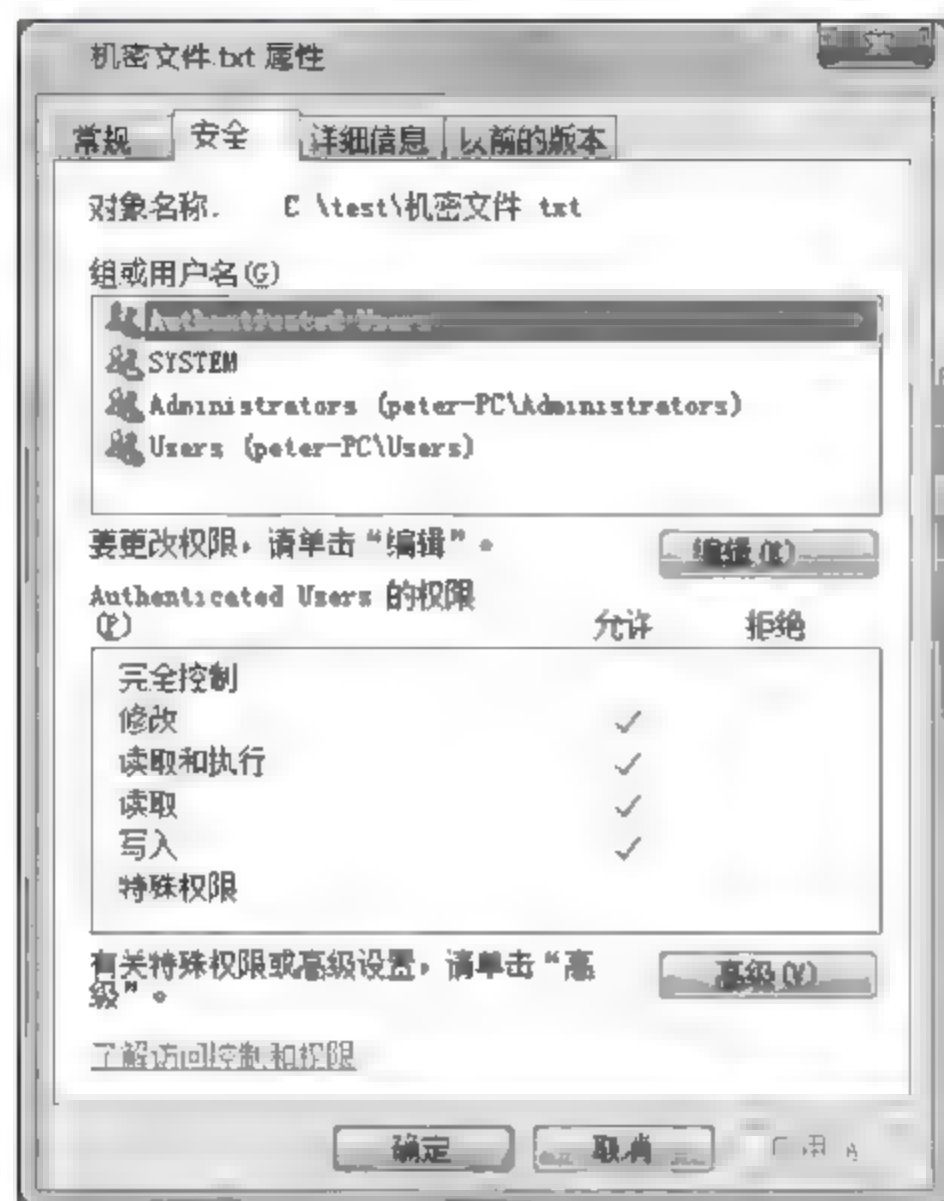 机密文件.txt 属性
常规 安全 详细信息 以前的版本
对象名称. E \test\机密文件 txt
组或用户名(G)
Authenticated Users
SYSTEM
Administrators (peter-PC\Administrators)
Users (peter-PC\Users)
要更改权限，请单击“编辑”。 编辑(E)
Authenticated Users 的权限
(P) 允许 拒绝
完全控制
修改 ✓
读取和执行 ✓
读取 ✓
写入 ✓
特殊权限
有关特殊权限或高级设置，请单击“高
级”。 高级(V)
了解访问控制和权限
确定 取消